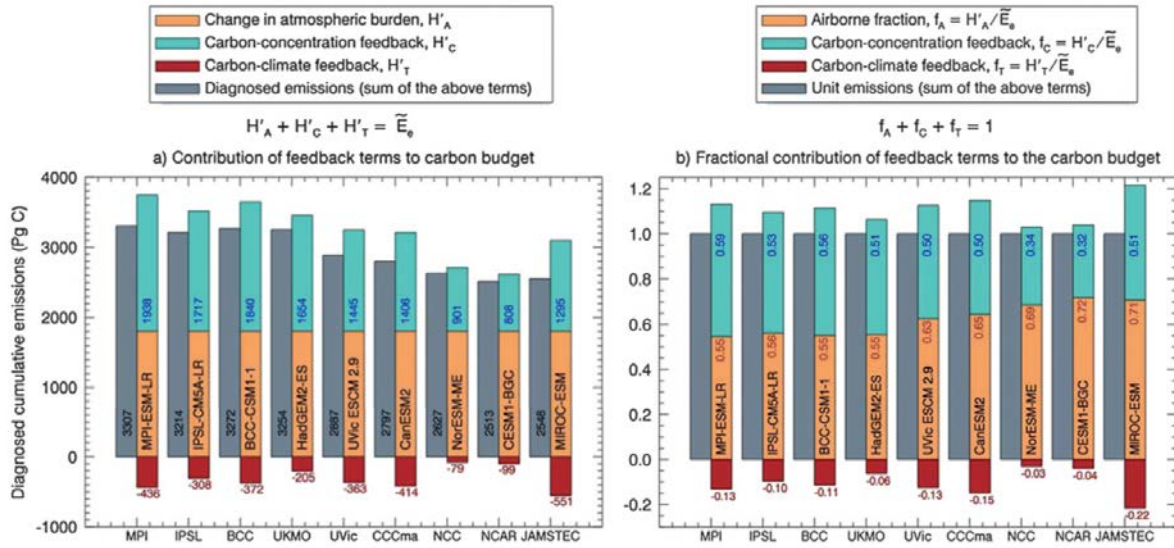 Change in atmospheric burden, H'A
Carbon-concentration feedback, H'C
Carbon-climate feedback, H'T
Diagnosed emissions (sum of the above terms)
H'A + H'C + H'T = Ẽe
a) Contribution of feedback terms to carbon budget
Diagnosed cumulative emissions (Pg C)
4000
3000
2000
1000
0
-1000
3307 MPI-ESM-LR 1938 -436
3214 IPSL-CM5A-LR 1717 -308
3272 BCC-CSM1-1 1840 -372
3254 HadGEM2-ES 1654 -205
2887 UVic ESCM 2.9 1445 -363
2797 CanESM2 1406 -414
2627 NorESM-ME 901 -79
2513 CESM1-BGC 808 -99
2548 MIROC-ESM 1295 -551
MPI IPSL BCC UKMO UVic CCCma NCC NCAR JAMSTEC
Airborne fraction, fA = H'A/Ẽe
Carbon-concentration feedback, fC = H'C/Ẽe
Carbon-climate feedback, fT = H'T/Ẽe
Unit emissions (sum of the above terms)
fA + fC + fT = 1
b) Fractional contribution of feedback terms to the carbon budget
1.2
1.0
0.8
0.6
0.4
0.2
0.0
-0.2
MPI-ESM-LR 0.55 0.59 -0.13
IPSL-CM5A-LR 0.56 0.53 -0.10
BCC-CSM1-1 0.55 0.56 -0.11
HadGEM2-ES 0.55 0.51 -0.06
UVic ESCM 2.9 0.63 0.50 -0.13
CanESM2 0.65 0.50 -0.15
NorESM-ME 0.69 0.34 -0.03
CESM1-BGC 0.72 0.32 -0.04
MIROC-ESM 0.71 0.51 -0.22
MPI IPSL BCC UKMO UVic CCCma NCC NCAR JAMSTEC